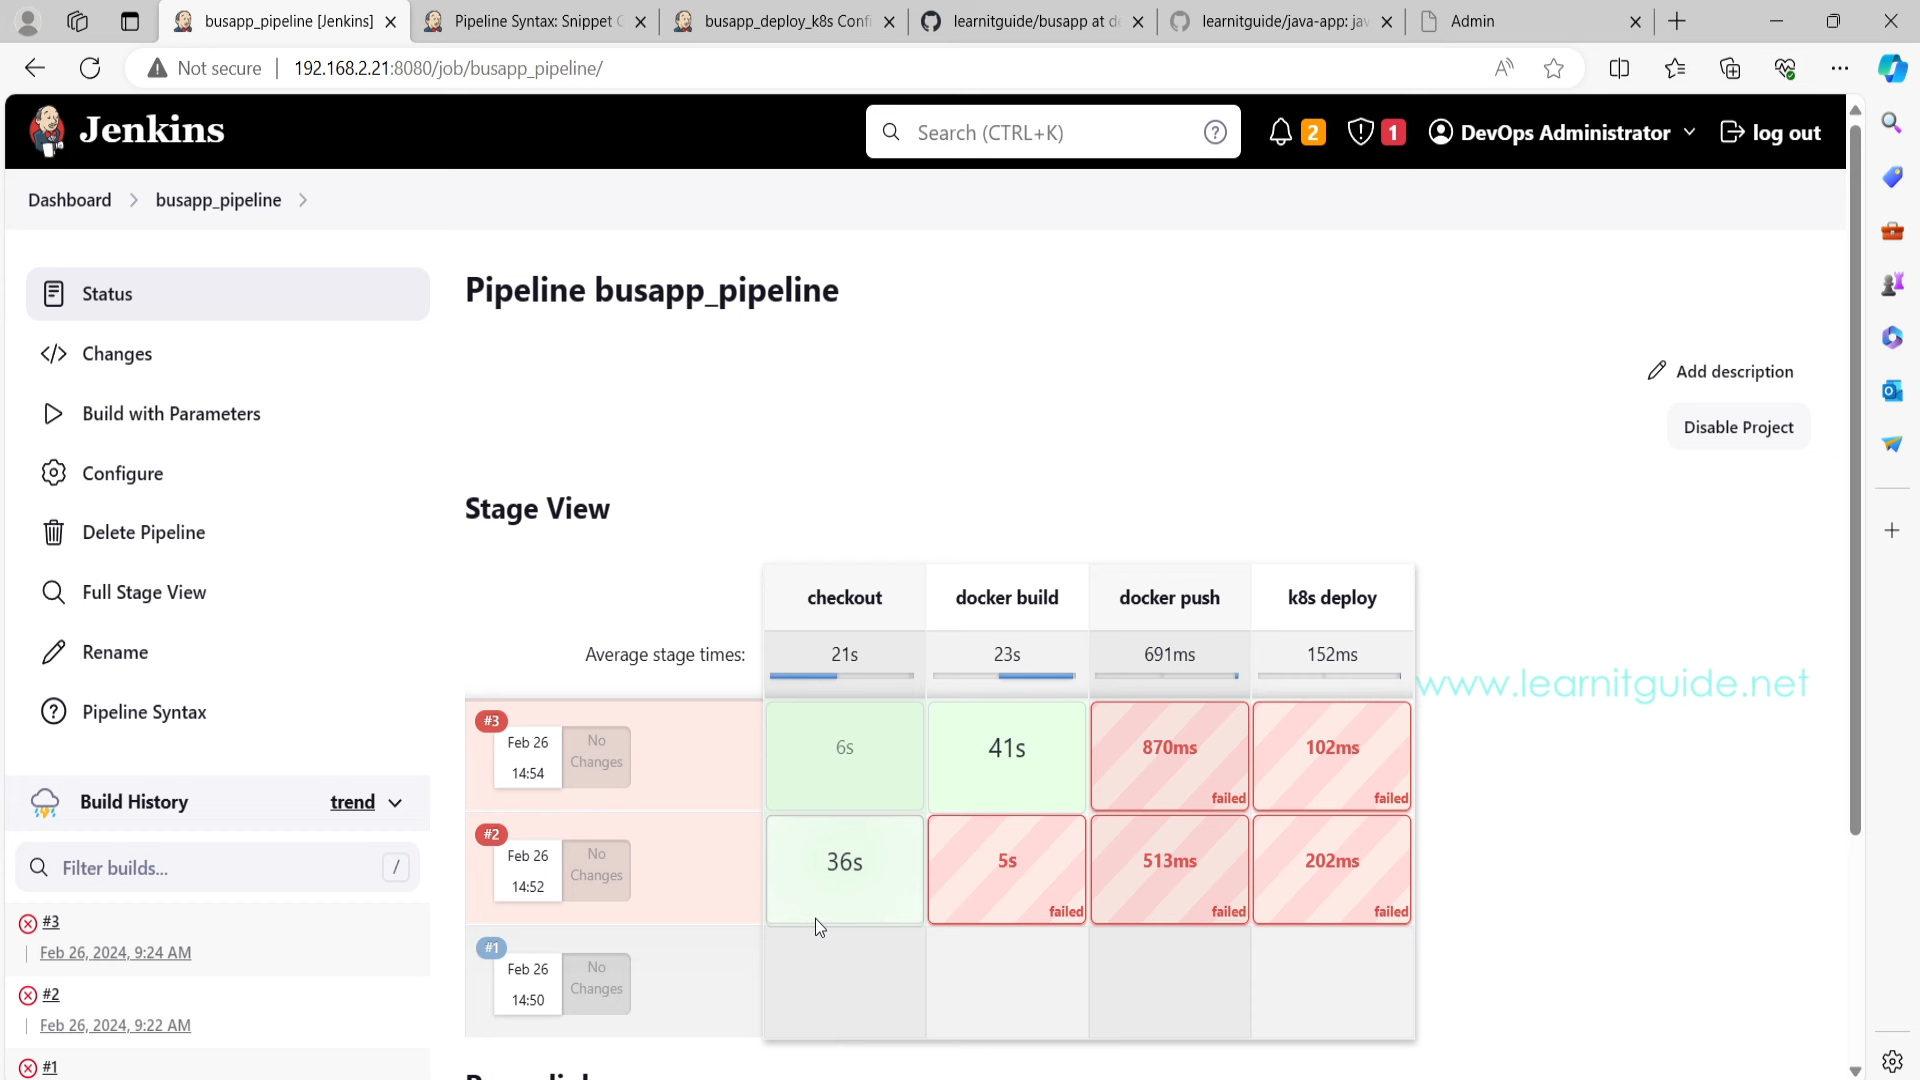 busapp_pipeline [Jenkins]
Pipeline Syntax: Snippet
busapp_deploy_k8s Confi
learnitguide/busapp at d
learnitguide/java-app: jav
Admin
Not secure
192.168.2.21:8080/job/busapp_pipeline/
Jenkins
Search (CTRL+K)
2
1
DevOps Administrator
log out
Dashboard
busapp_pipeline
Status
Changes
Build with Parameters
Configure
Delete Pipeline
Full Stage View
Rename
Pipeline Syntax
Build History
trend
Filter builds...
/
#3
Feb 26, 2024, 9:24 AM
#2
Feb 26, 2024, 9:22 AM
#1
Pipeline busapp_pipeline
Add description
Disable Project
Stage View
checkout
docker build
docker push
k8s deploy
Average stage times:
21s
23s
691ms
152ms
www.learnitguide.net
#3
Feb 26
14:54
No
Changes
6s
41s
870ms
failed
102ms
failed
#2
Feb 26
14:52
No
Changes
36s
5s
failed
513ms
failed
202ms
failed
#1
Feb 26
14:50
No
Changes